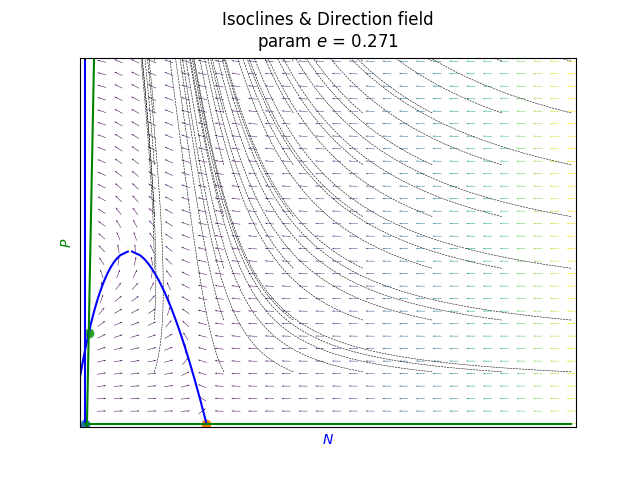 Isoclines & Direction field
param e = 0.271
P
N